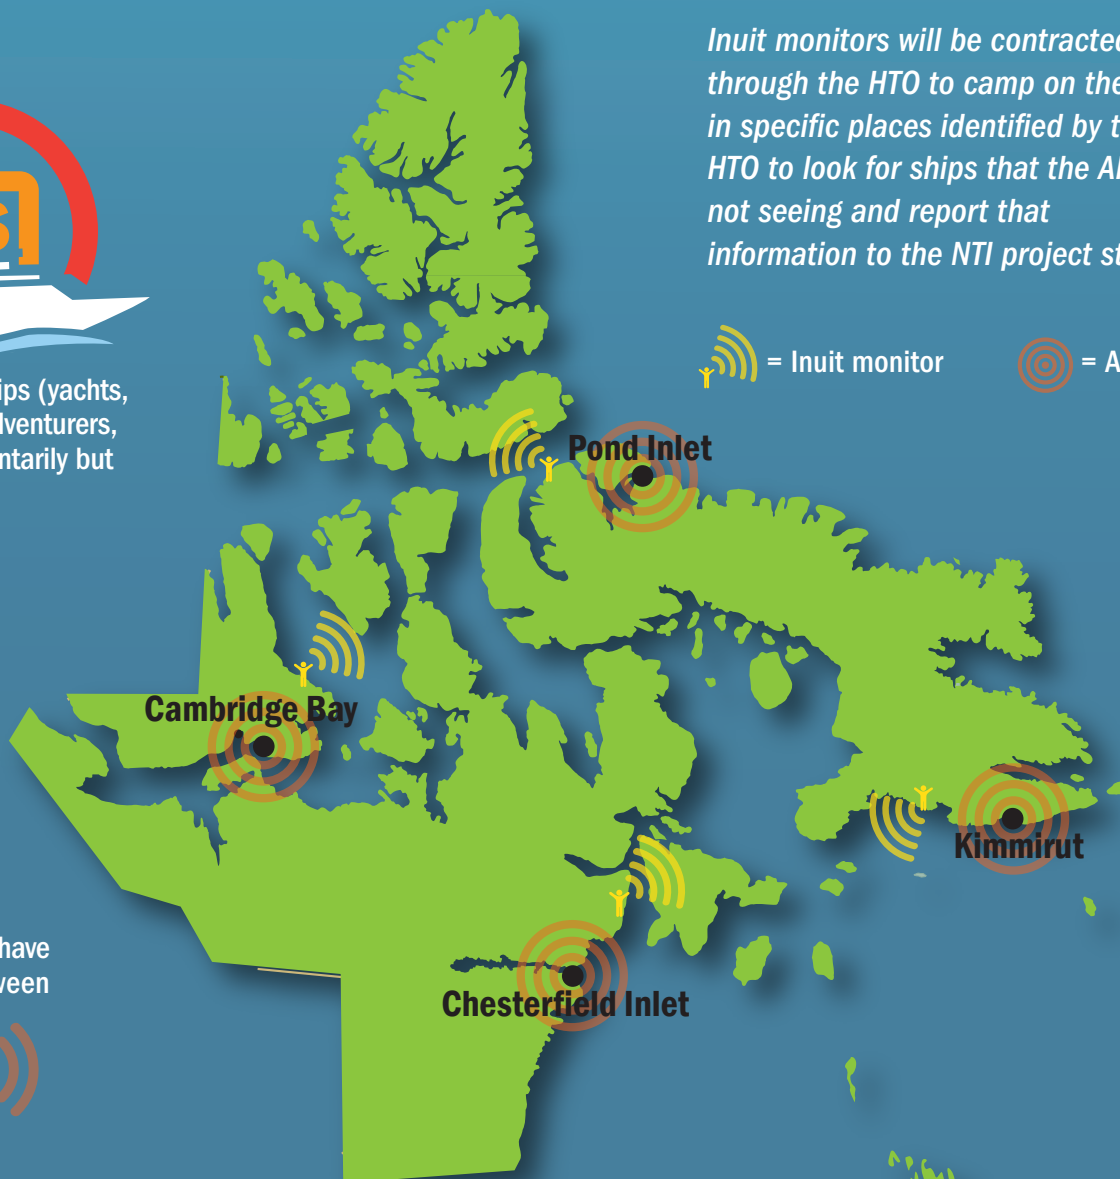 Inuit monitors will be contracted
through the HTO to camp on the
in specific places identified by t
HTO to look for ships that the AI
not seeing and report that
information to the NTI project st
s
= Inuit monitor
= A
ips (yachts,
lventurers,
ntarily but
Pond Inlet
Cambridge Bay
Kimmirut
have
ween
Chesterfield Inlet